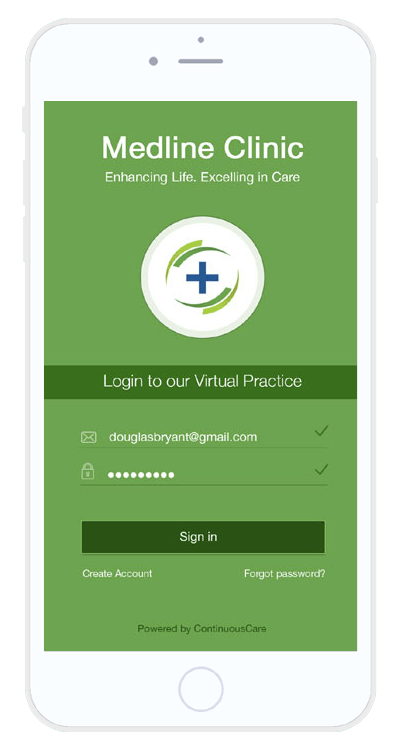 Medline Clinic
Enhancing Life. Excelling in Care
Login to our Virtual Practice
douglasbryant@gmail.com
●●●●●●●●●
Sign in
Create Account
Forgot password?
Powered by ContinuousCare